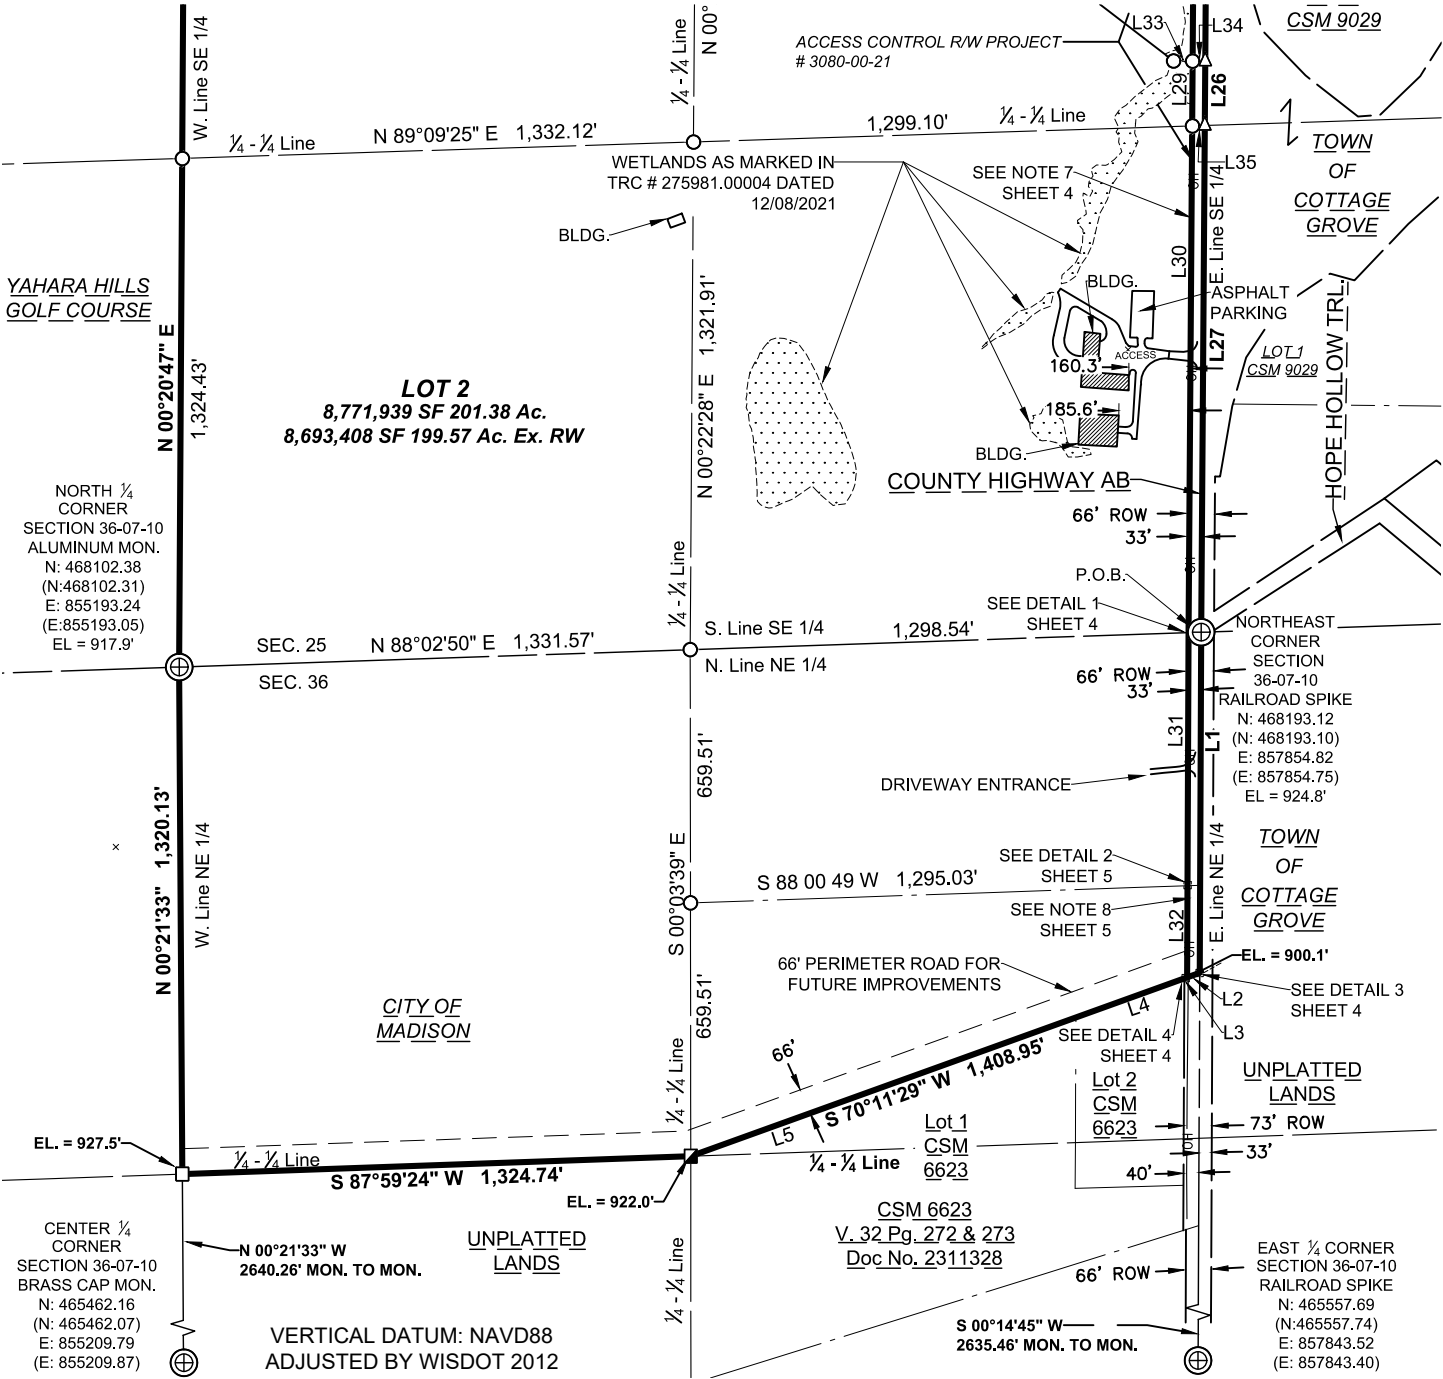 W. Line SE 1/4
¼ - ¼ Line
N 00°
ACCESS CONTROL R/W PROJECT
# 3080-00-21
L33
L34
CSM 9029
L29
L26
¼ - ¼ Line
N 89°09'25" E 1,332.12'
1,299.10'
¼ - ¼ Line
TOWN
OF
COTTAGE
GROVE
L35
WETLANDS AS MARKED IN
TRC # 275981.00004 DATED
12/08/2021
SEE NOTE 7
SHEET 4
OH
E. Line SE 1/4
BLDG.
L30
YAHARA HILLS
GOLF COURSE
N 00°20'47" E
1,324.43'
N 00°22'28" E 1,321.91'
BLDG.
ASPHALT
PARKING
HOPE HOLLOW TRL.
L27
LOT 1
CSM 9029
ACCESS
160.3'
OH
LOT 2
8,771,939 SF 201.38 Ac.
8,693,408 SF 199.57 Ac. Ex. RW
185.6'
BLDG.
COUNTY HIGHWAY AB
NORTH ¼
CORNER
SECTION 36-07-10
ALUMINUM MON.
N: 468102.38
(N:468102.31)
E: 855193.24
(E:855193.05)
EL = 917.9'
66' ROW
33'
OH
¼ - ¼ Line
P.O.B.
SEE DETAIL 1
SHEET 4
SEC. 25
N 88°02'50" E 1,331.57'
S. Line SE 1/4
1,298.54'
SEC. 36
N. Line NE 1/4
NORTHEAST
CORNER
SECTION
36-07-10
RAILROAD SPIKE
N: 468193.12
(N: 468193.10)
E: 857854.82
(E: 857854.75)
EL = 924.8'
66' ROW
33'
L31
L1
OH
659.51'
DRIVEWAY ENTRANCE
N 00°21'33" W 1,320.13'
W. Line NE 1/4
S 00°03'39" E
E. Line NE 1/4
TOWN
OF
COTTAGE
GROVE
SEE DETAIL 2
SHEET 5
S 88 00 49 W 1,295.03'
SEE NOTE 8
SHEET 5
L32
OH
EL. = 900.1'
66' PERIMETER ROAD FOR
FUTURE IMPROVEMENTS
SEE DETAIL 3
SHEET 4
L2
L3
CITY OF
MADISON
659.51'
L4
SEE DETAIL 4
SHEET 4
66'
S 70°11'29" W 1,408.95'
¼ - ¼ Line
L5
Lot 2
CSM
6623
UNPLATTED
LANDS
Lot 1
CSM
6623
73' ROW
OH
33'
40'
EL. = 927.5'
¼ - ¼ Line
S 87°59'24" W 1,324.74'
¼ - ¼ Line
EL. = 922.0'
CSM 6623
V. 32 Pg. 272 & 273
Doc No. 2311328
CENTER ¼
CORNER
SECTION 36-07-10
BRASS CAP MON.
N: 465462.16
(N: 465462.07)
E: 855209.79
(E: 855209.87)
N 00°21'33" W
2640.26' MON. TO MON.
UNPLATTED
LANDS
¼ - ¼ Line
66' ROW
EAST ¼ CORNER
SECTION 36-07-10
RAILROAD SPIKE
N: 465557.69
(N:465557.74)
E: 857843.52
(E: 857843.40)
S 00°14'45" W
2635.46' MON. TO MON.
VERTICAL DATUM: NAVD88
ADJUSTED BY WISDOT 2012